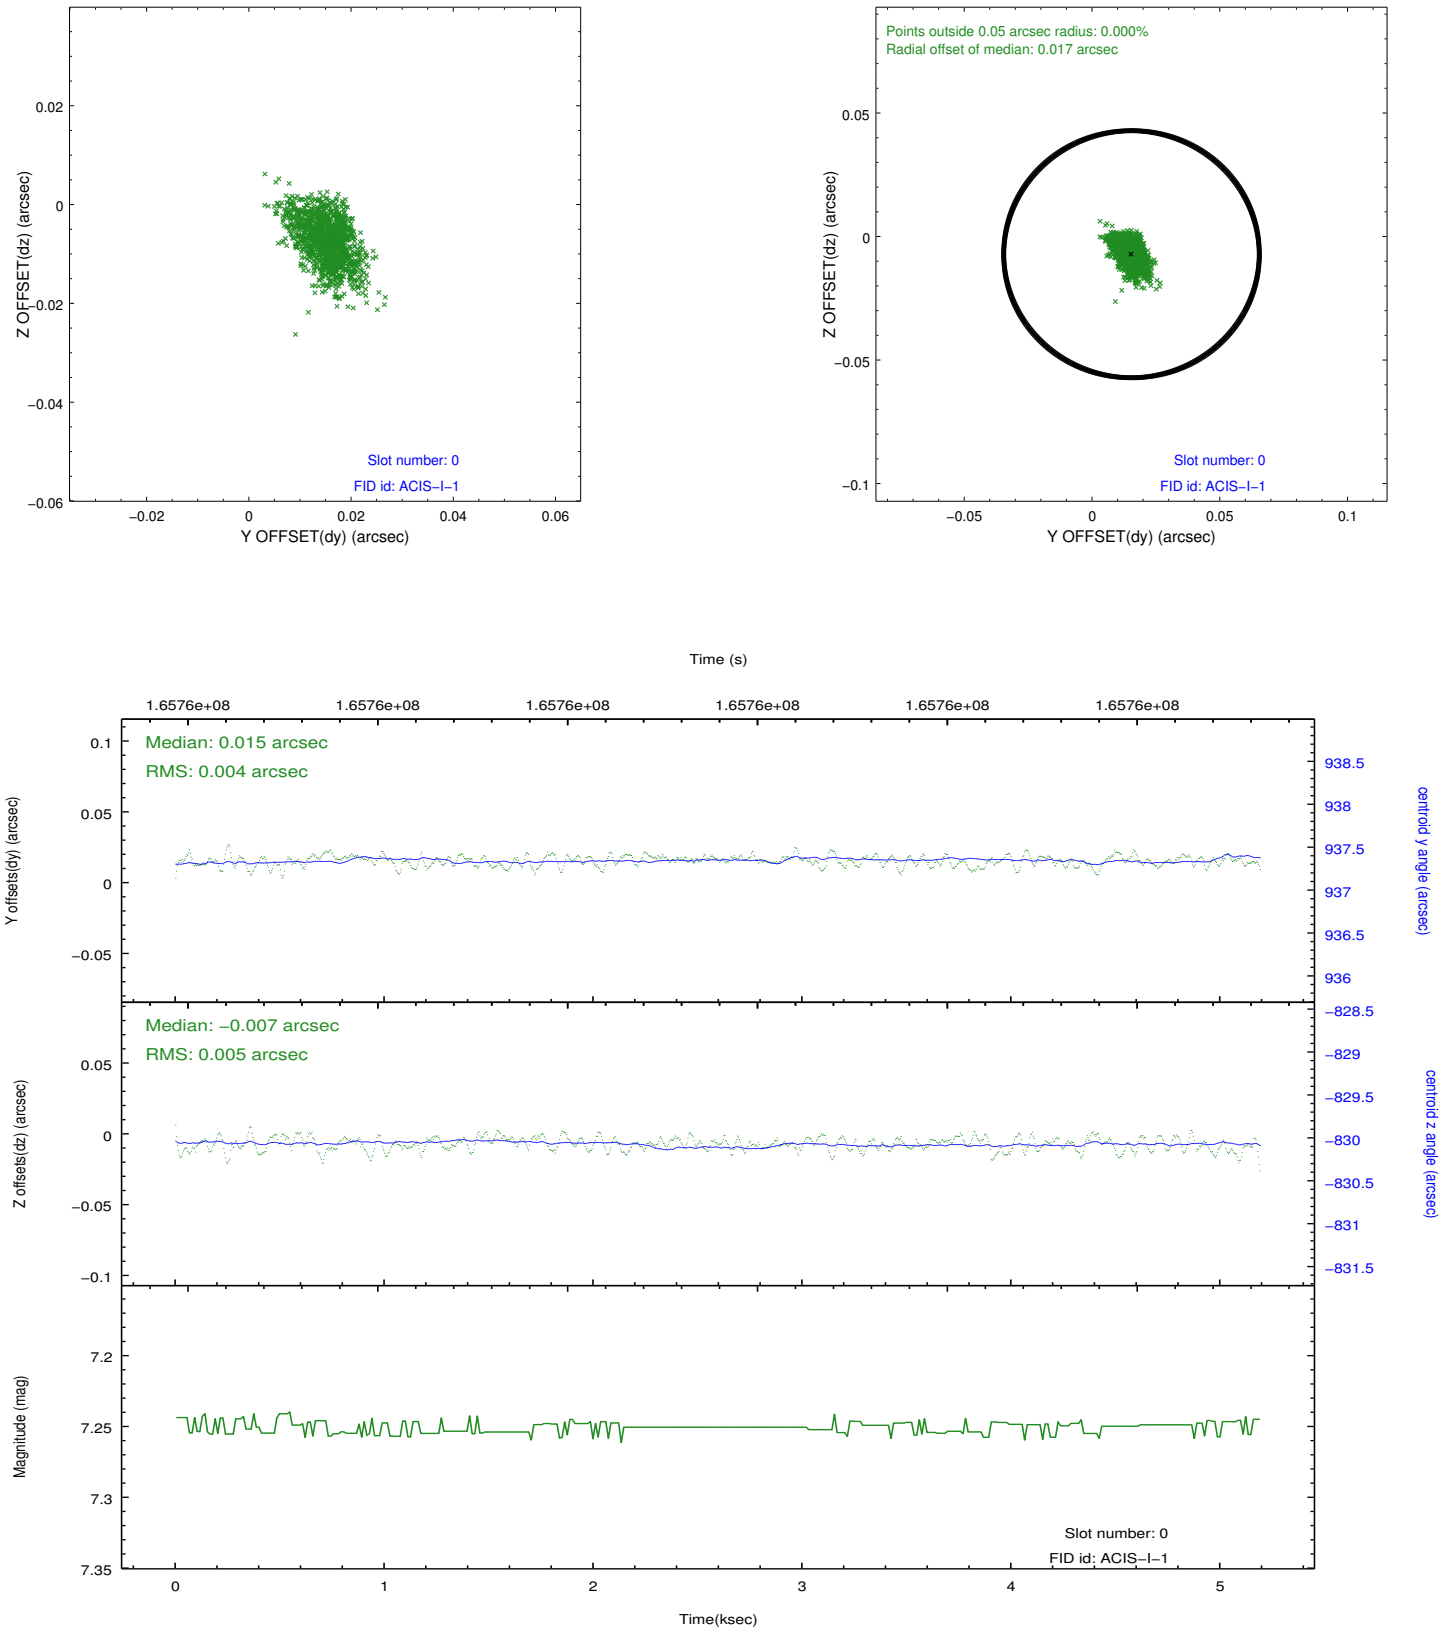 0.02
0
−0.02
−0.04
−0.06
Z OFFSET(dz) (arcsec)
Slot number: 0
FID id: ACIS−I−1
−0.02
0
0.02
0.04
0.06
Y OFFSET(dy) (arcsec)
Points outside 0.05 arcsec radius: 0.000%
Radial offset of median: 0.017 arcsec
0.05
0
−0.05
−0.1
Z OFFSET(dz) (arcsec)
Slot number: 0
FID id: ACIS−I−1
−0.05
0
0.05
0.1
Y OFFSET(dy) (arcsec)
Time (s)
1.6576e+08
1.6576e+08
1.6576e+08
1.6576e+08
1.6576e+08
1.6576e+08
Median: 0.015 arcsec
RMS: 0.004 arcsec
0.1
0.05
0
−0.05
Y offsets(dy) (arcsec)
938.5
938
937.5
937
936.5
936
centroid y angle (arcsec)
Median: −0.007 arcsec
RMS: 0.005 arcsec
0.05
0
−0.05
−0.1
Z offsets(dz) (arcsec)
−828.5
−829
−829.5
−830
−830.5
−831
−831.5
centroid z angle (arcsec)
7.2
7.25
7.3
7.35
Magnitude (mag)
Slot number: 0
FID id: ACIS−I−1
0
1
2
3
4
5
Time(ksec)